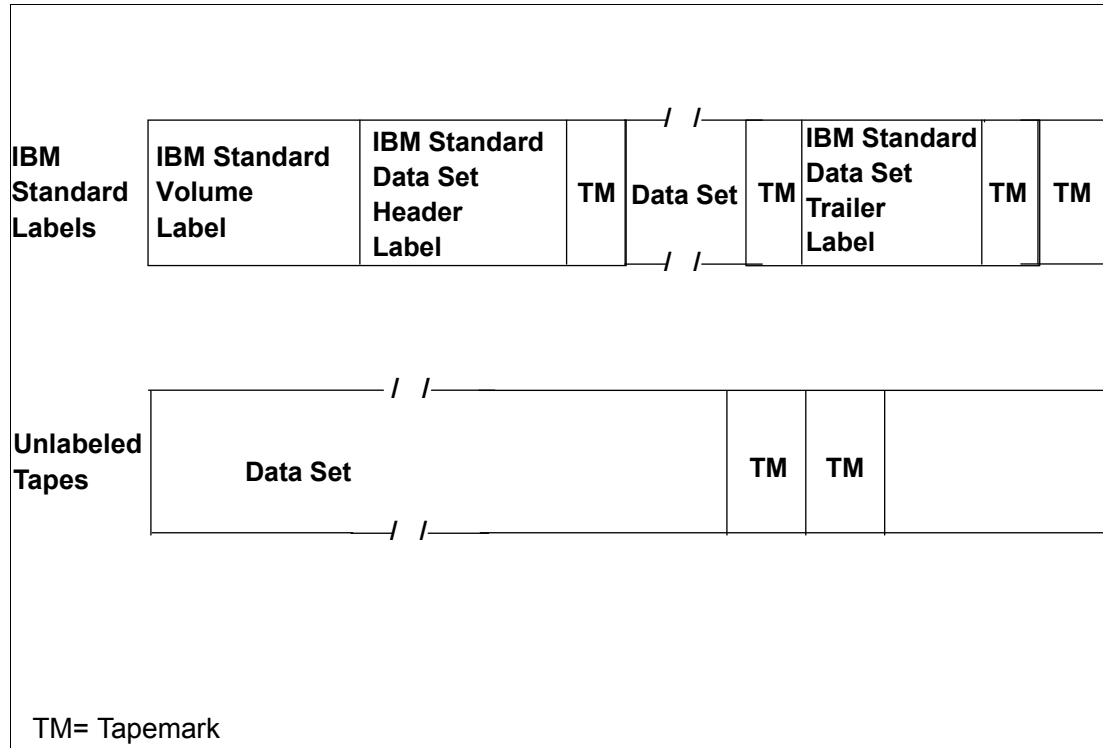 IBM
Standard
Labels
IBM Standard
Volume
Label
IBM Standard
Data Set
Header
Label
TM
Data Set
TM
IBM Standard
Data Set
Trailer
Label
TM
TM
Unlabeled
Tapes
Data Set
TM
TM
TM= Tapemark